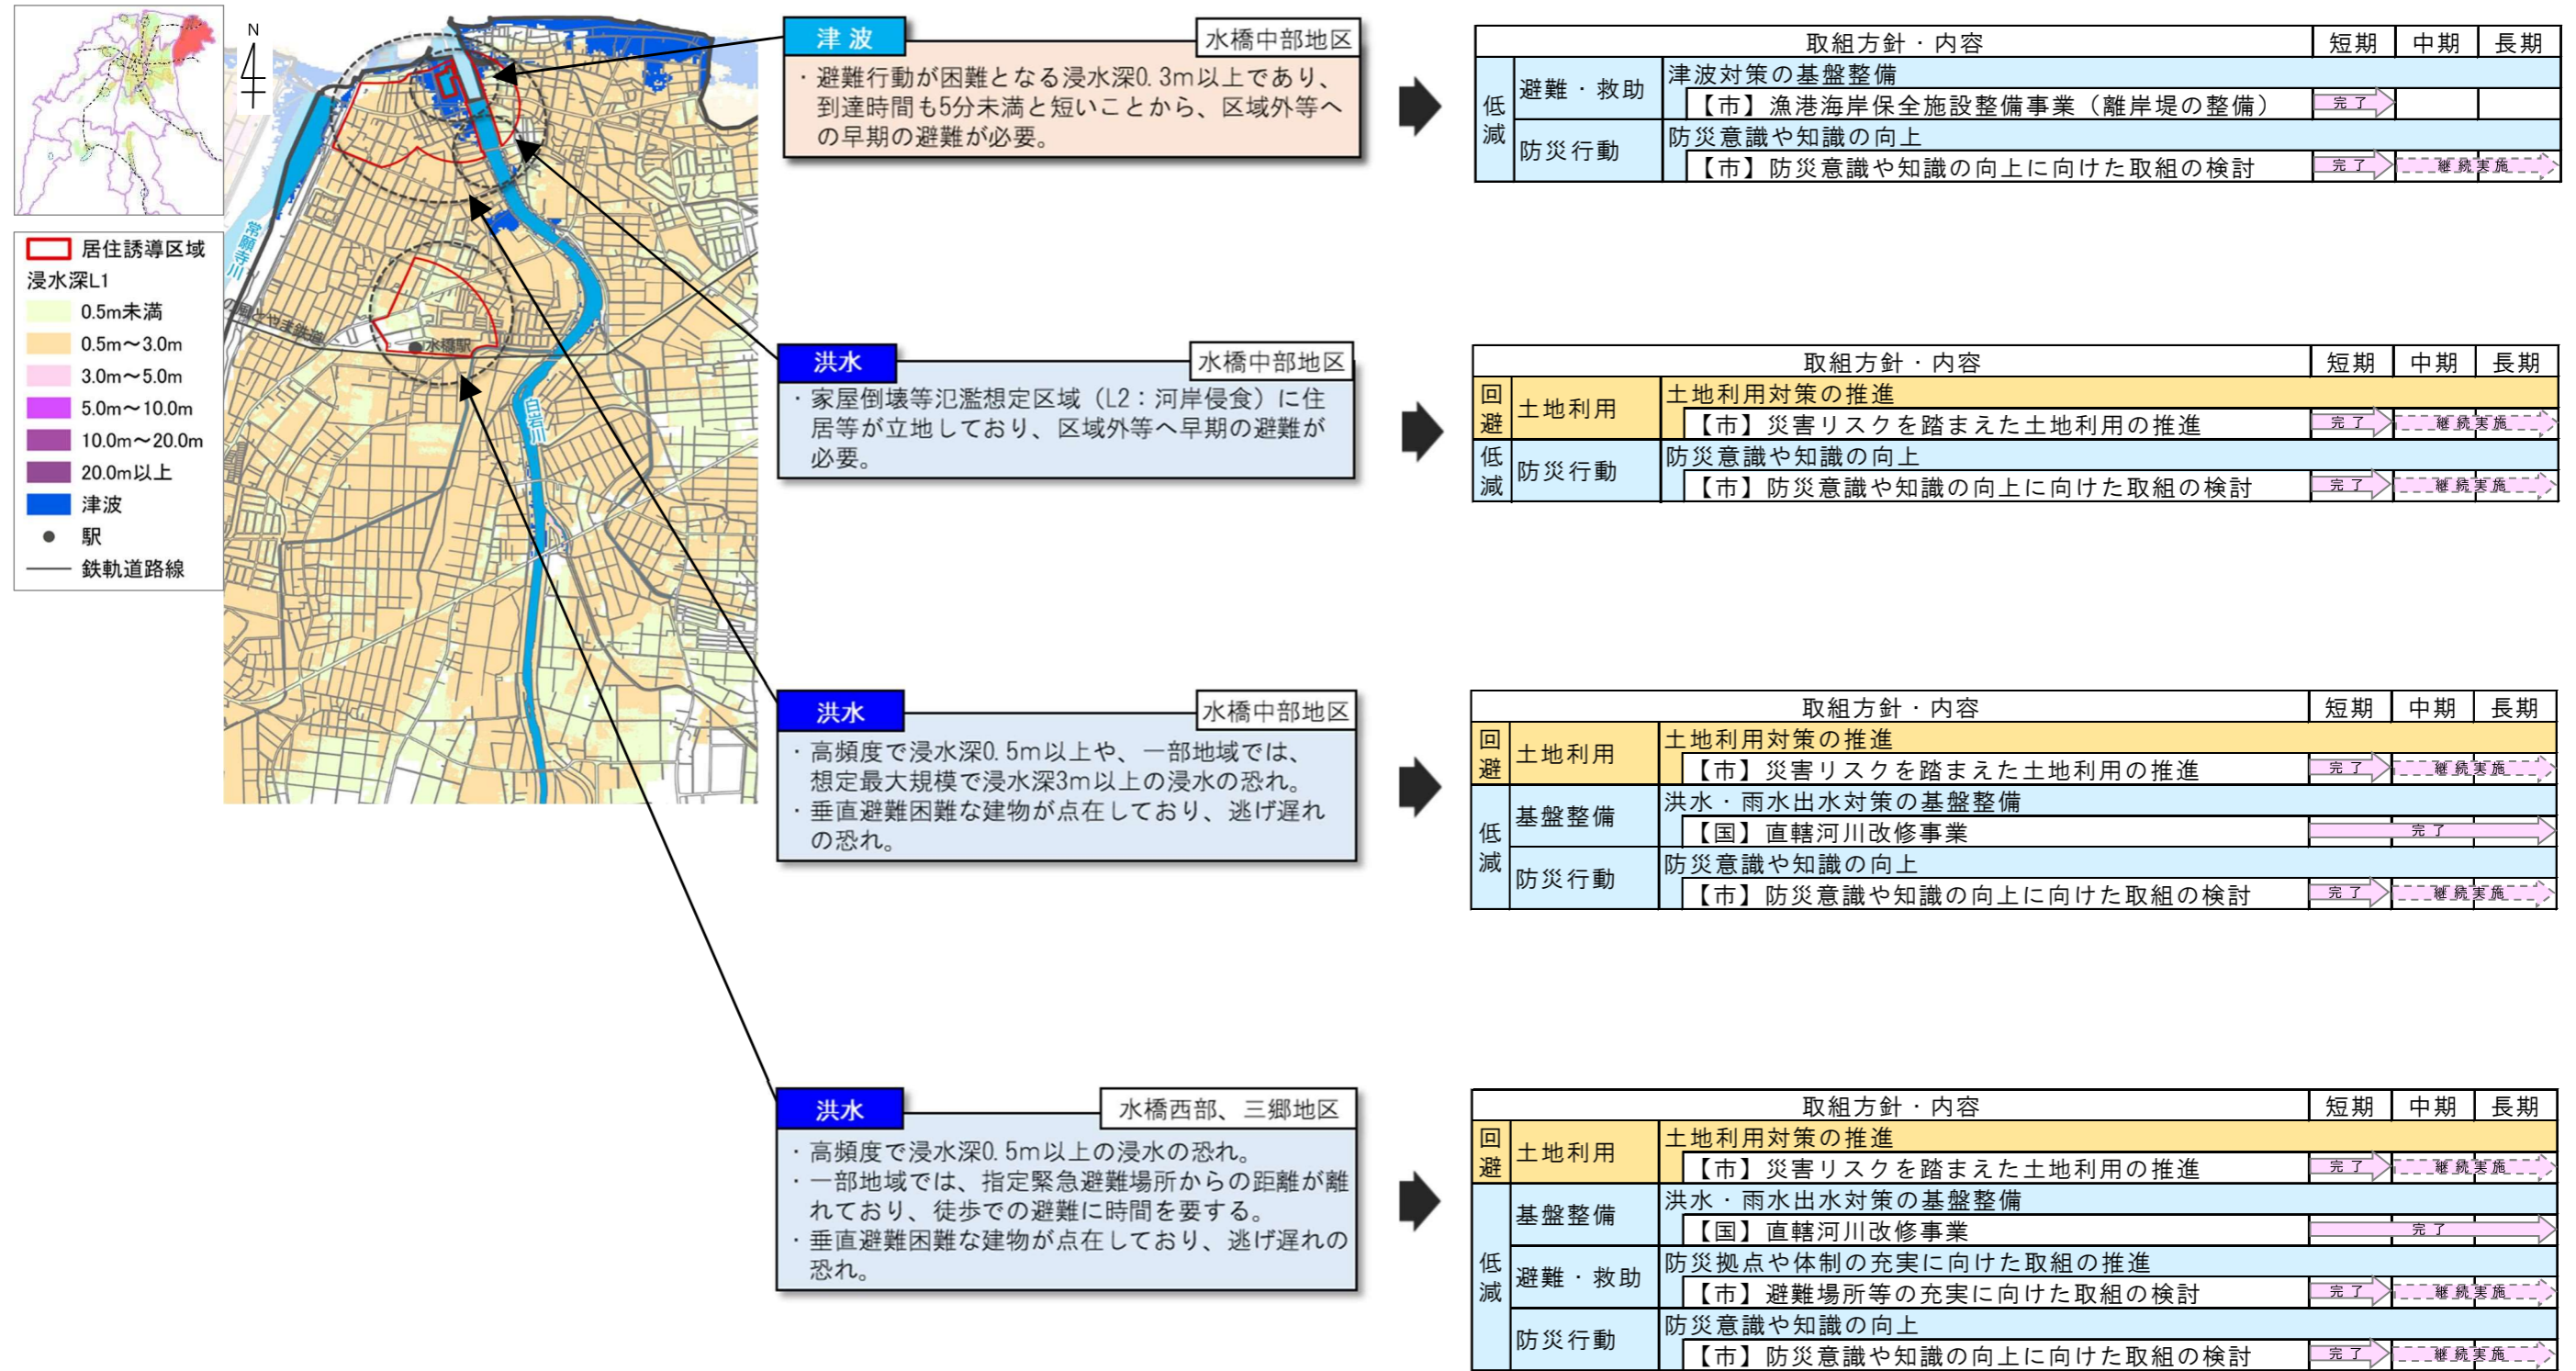 N
居住誘導区域
浸水深L1
0.5m未満
0.5m～3.0m
3.0m～5.0m
5.0m～10.0m
10.0m～20.0m
20.0m以上
津波
駅
鉄軌道路線
常願寺川
の風とやま鉄道
水橋駅
白岩川
津波
水橋中部地区
・避難行動が困難となる浸水深0.3m以上であり、
到達時間も5分未満と短いことから、区域外等へ
の早期の避難が必要。
取組方針・内容 短期 中期 長期
低減
避難・救助
津波対策の基盤整備
【市】漁港海岸保全施設整備事業（離岸堤の整備） 完了
防災行動
防災意識や知識の向上
【市】防災意識や知識の向上に向けた取組の検討 完了 継続実施
洪水
水橋中部地区
・家屋倒壊等氾濫想定区域（L2：河岸侵食）に住
居等が立地しており、区域外等へ早期の避難が
必要。
取組方針・内容 短期 中期 長期
回避
土地利用
土地利用対策の推進
【市】災害リスクを踏まえた土地利用の推進 完了 継続実施
低減
防災行動
防災意識や知識の向上
【市】防災意識や知識の向上に向けた取組の検討 完了 継続実施
洪水
水橋中部地区
・高頻度で浸水深0.5m以上や、一部地域では、
想定最大規模で浸水深3m以上の浸水の恐れ。
・垂直避難困難な建物が点在しており、逃げ遅れ
の恐れ。
取組方針・内容 短期 中期 長期
回避
土地利用
土地利用対策の推進
【市】災害リスクを踏まえた土地利用の推進 完了 継続実施
低減
基盤整備
洪水・雨水出水対策の基盤整備
【国】直轄河川改修事業 完了
防災行動
防災意識や知識の向上
【市】防災意識や知識の向上に向けた取組の検討 完了 継続実施
洪水
水橋西部、三郷地区
・高頻度で浸水深0.5m以上の浸水の恐れ。
・一部地域では、指定緊急避難場所からの距離が離
れており、徒歩での避難に時間を要する。
・垂直避難困難な建物が点在しており、逃げ遅れの
恐れ。
取組方針・内容 短期 中期 長期
回避
土地利用
土地利用対策の推進
【市】災害リスクを踏まえた土地利用の推進 完了 継続実施
低減
基盤整備
洪水・雨水出水対策の基盤整備
【国】直轄河川改修事業 完了
避難・救助
防災拠点や体制の充実に向けた取組の推進
【市】避難場所等の充実に向けた取組の検討 完了 継続実施
防災行動
防災意識や知識の向上
【市】防災意識や知識の向上に向けた取組の検討 完了 継続実施